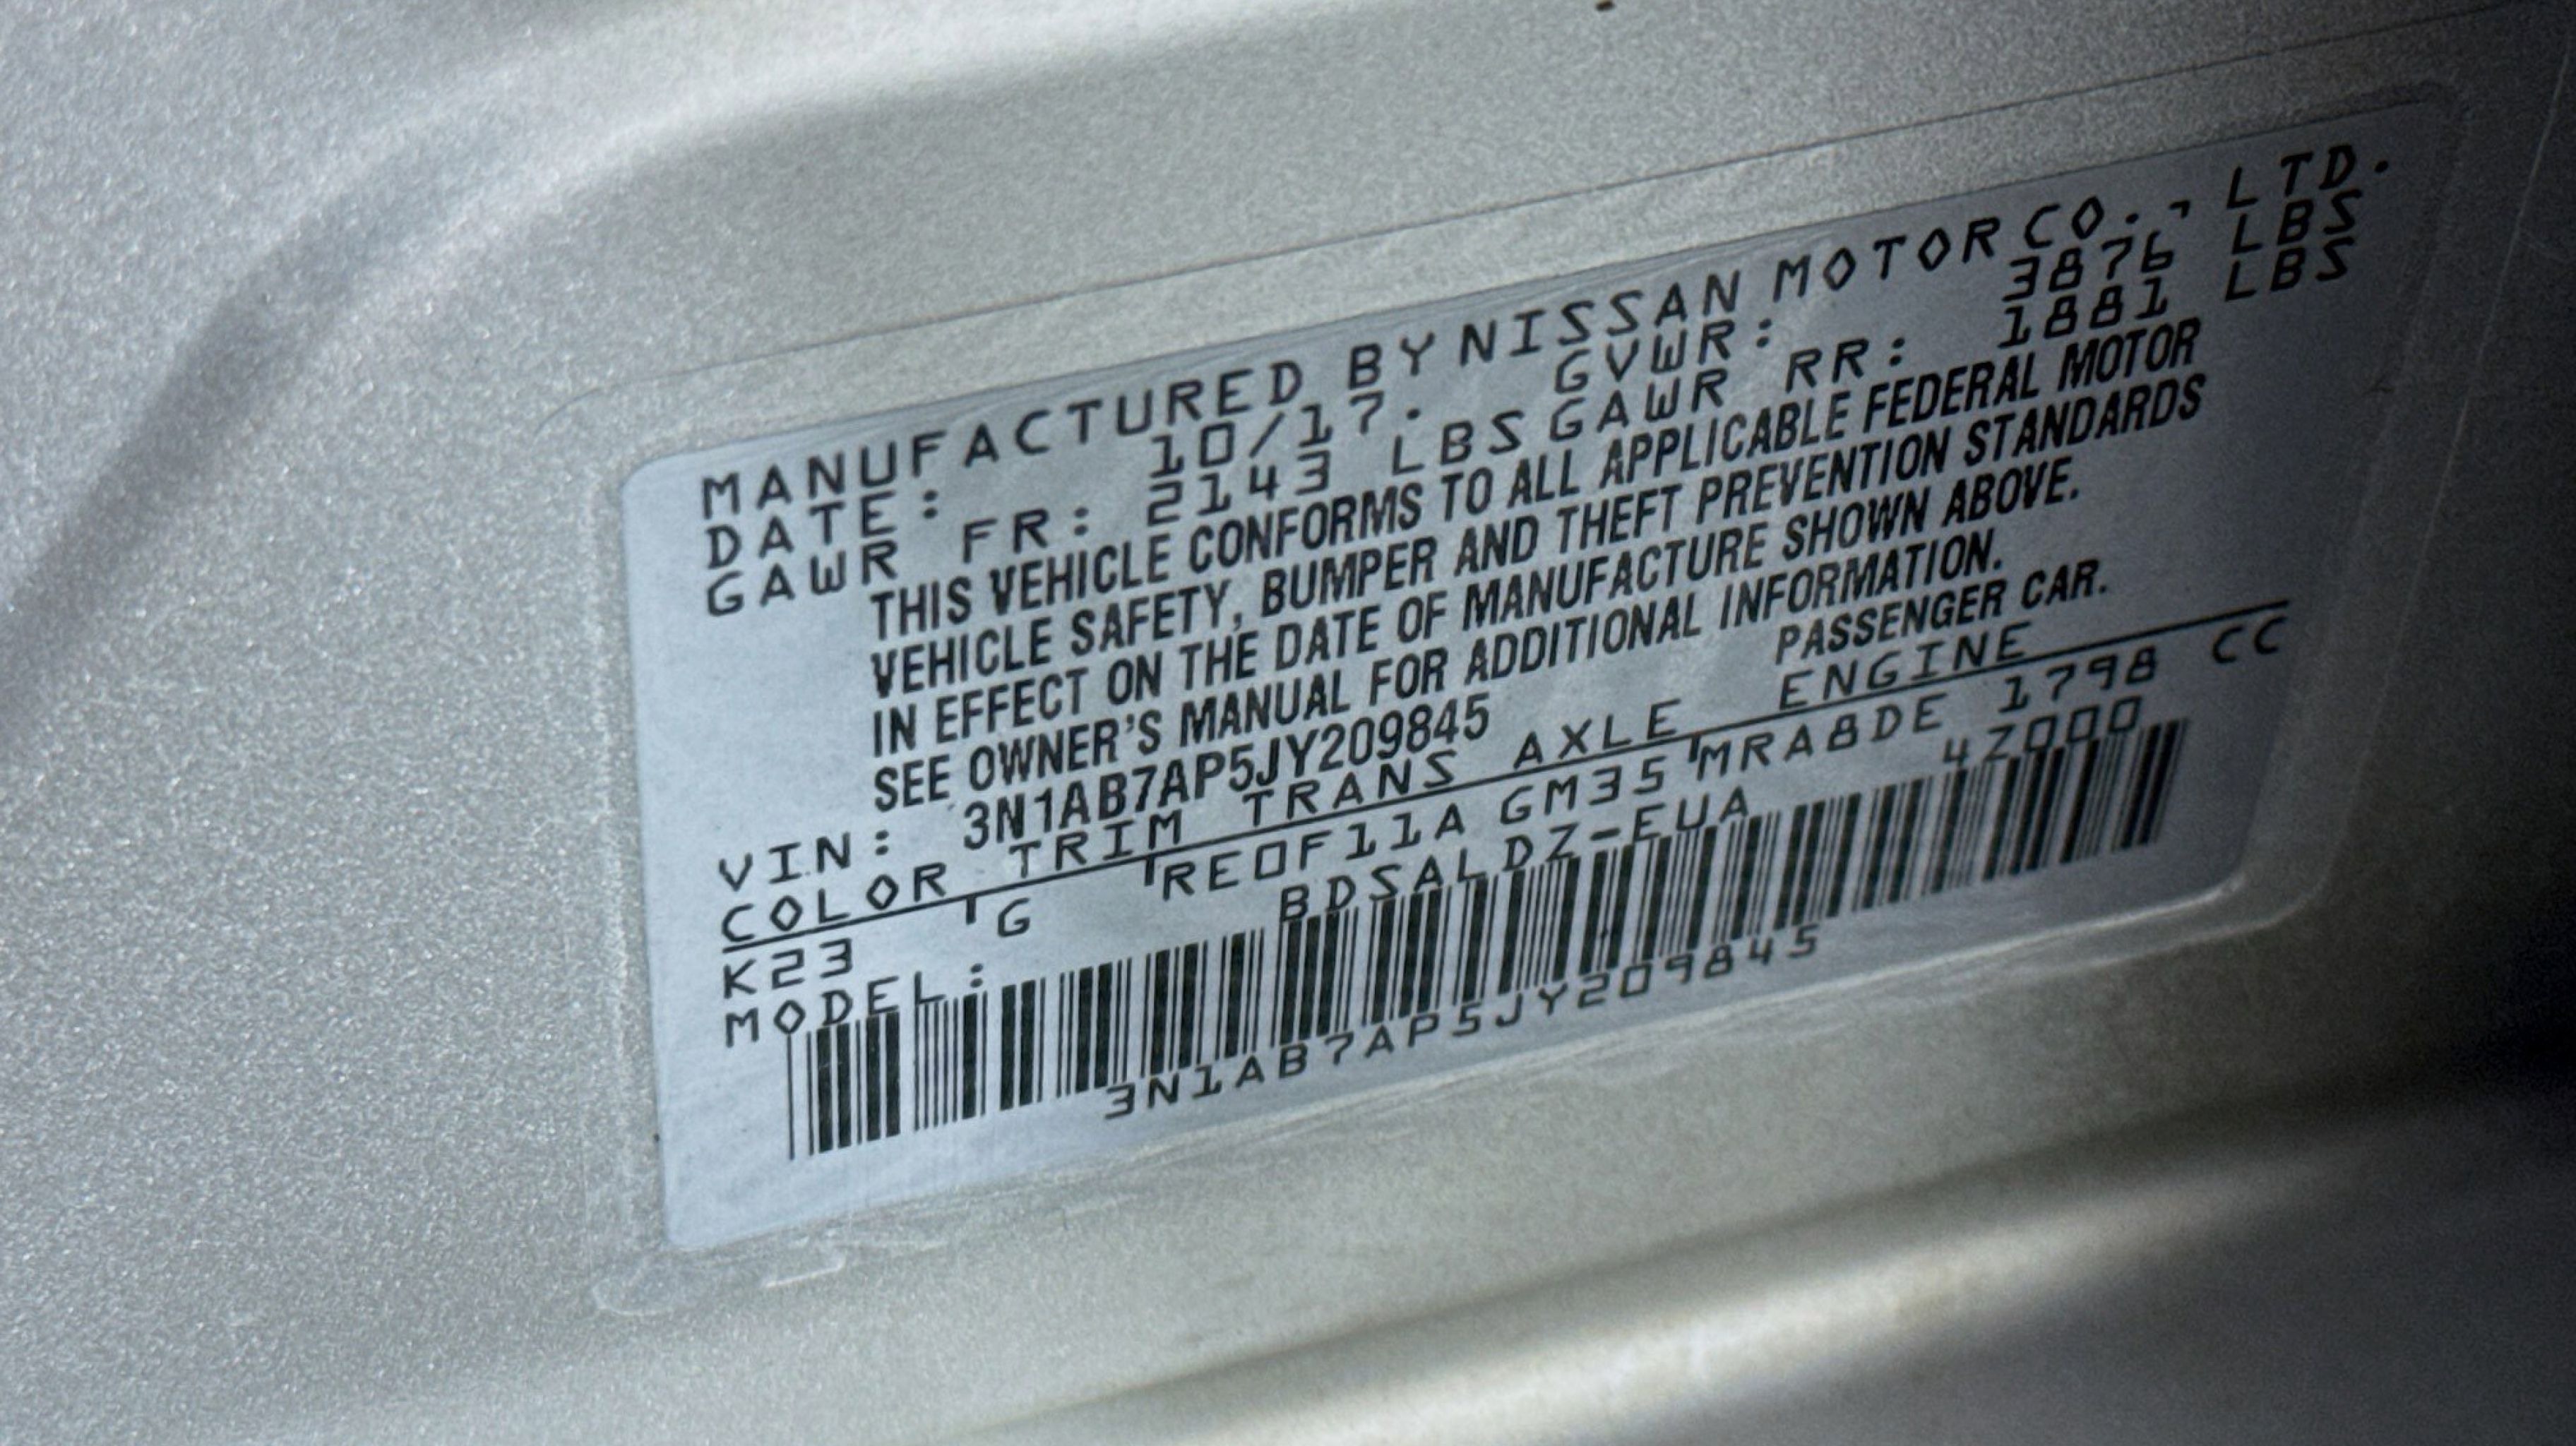 MANUFACTURED BY NISSAN MOTOR CO., LTD.
DATE: 10/17. GVWR: 3876 LBS
GAWR FR: 2143 LBS GAWR RR: 1881 LBS
THIS VEHICLE CONFORMS TO ALL APPLICABLE FEDERAL MOTOR
VEHICLE SAFETY, BUMPER AND THEFT PREVENTION STANDARDS
IN EFFECT ON THE DATE OF MANUFACTURE SHOWN ABOVE.
SEE OWNER'S MANUAL FOR ADDITIONAL INFORMATION.
VIN: 3N1AB7AP5JY209845 PASSENGER CAR.
COLOR TRIM TRANS AXLE ENGINE
K23 G RE0F11A GM35 MRA8DE 1798 CC
MODEL: BDSALDZ-EUA 4Z000
3N1AB7AP5JY209845